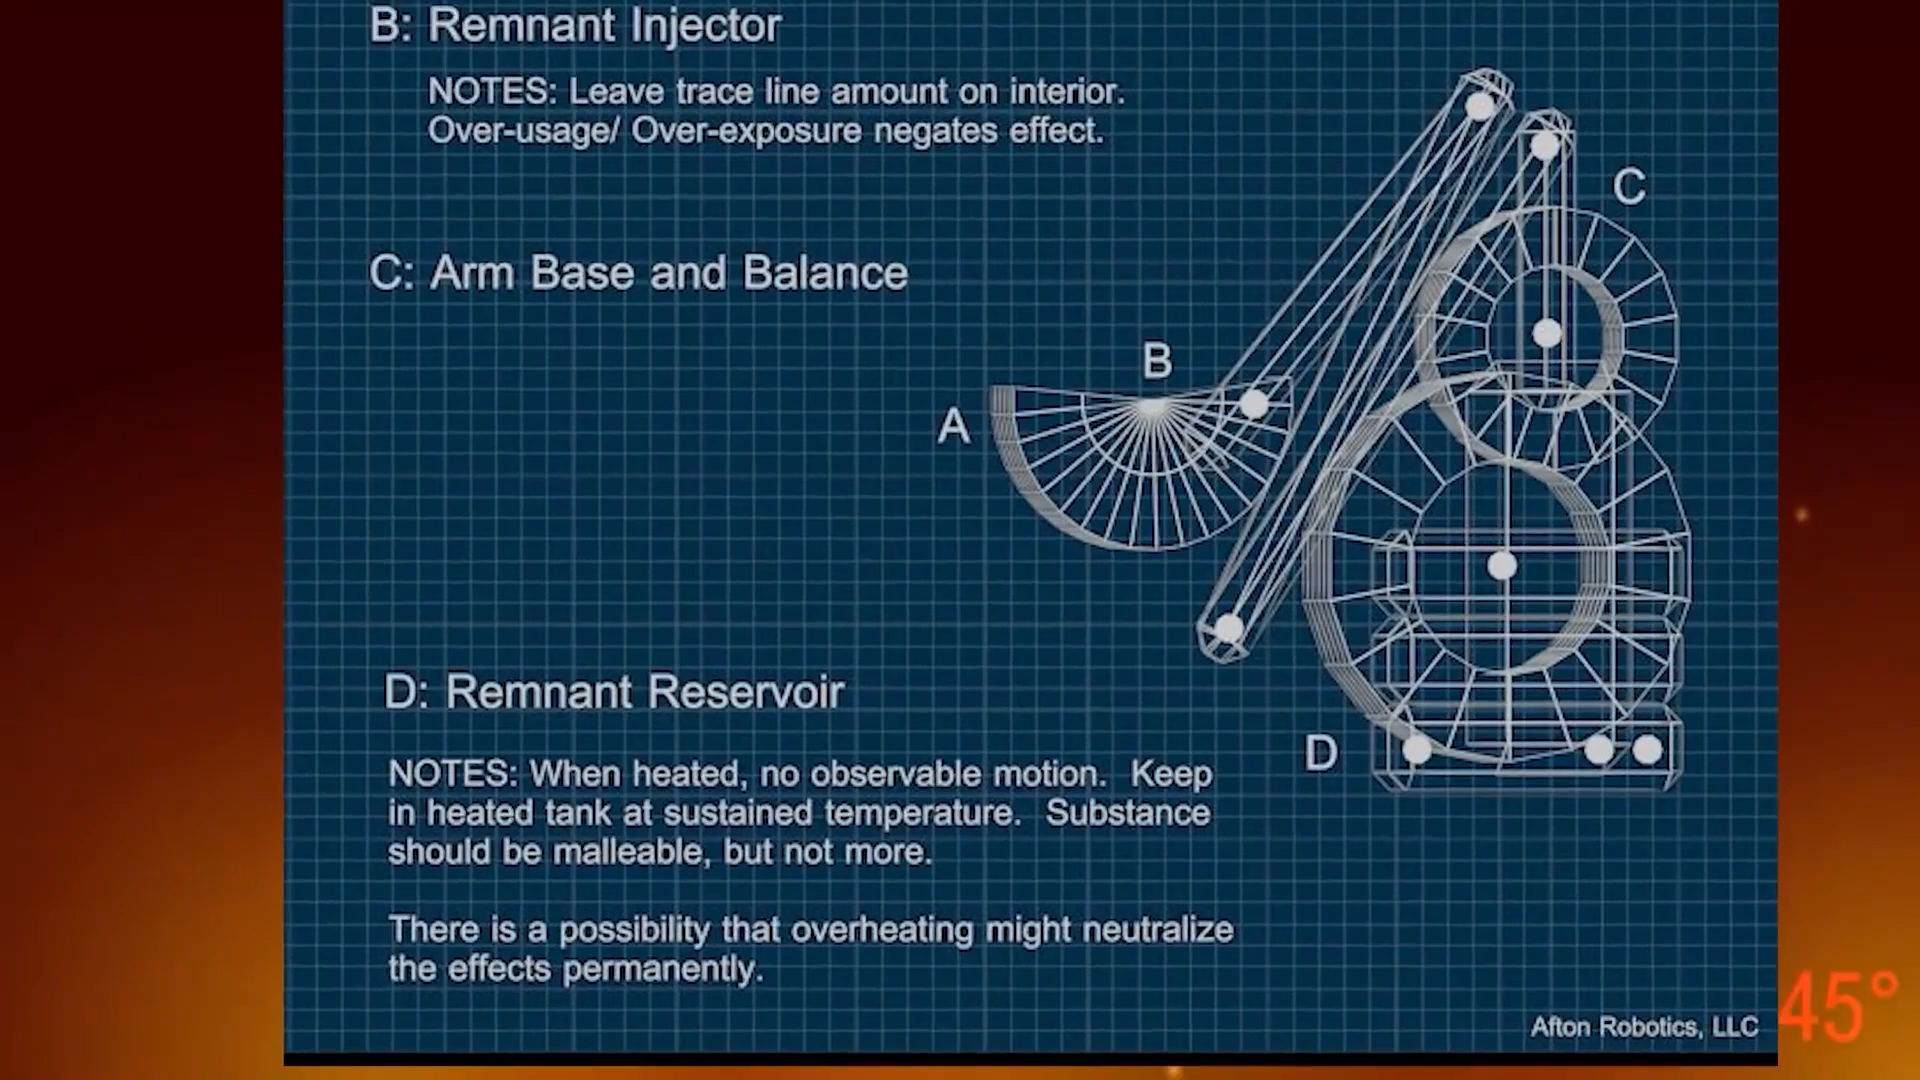 B: Remnant Injector
NOTES: Leave trace line amount on interior.
Over-usage/ Over-exposure negates effect.
C: Arm Base and Balance
C
B
A
D: Remnant Reservoir
D
NOTES: When heated, no observable motion.  Keep
in heated tank at sustained temperature.  Substance
should be malleable, but not more.
There is a possibility that overheating might neutralize
the effects permanently.
Afton Robotics, LLC
45°